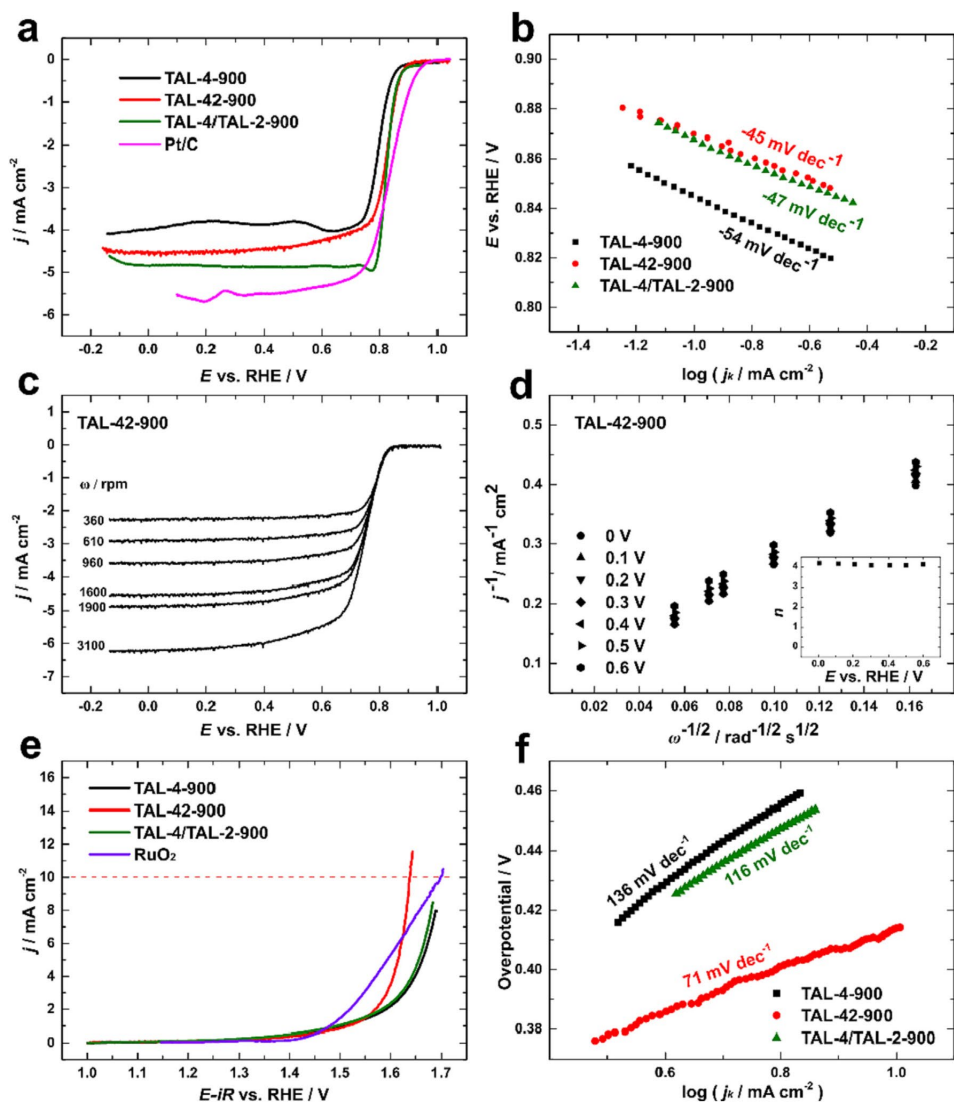 a
0
-1
-2
-3
-4
-5
-6
j / mA cm-2
TAL-4-900
TAL-42-900
TAL-4/TAL-2-900
Pt/C
-0.2 0.0 0.2 0.4 0.6 0.8 1.0
E vs. RHE / V
b
0.90
0.88
0.86
0.84
0.82
0.80
E vs. RHE / V
-45 mV dec-1
-47 mV dec-1
-54 mV dec-1
TAL-4-900
TAL-42-900
TAL-4/TAL-2-900
-1.4 -1.2 -1.0 -0.8 -0.6 -0.4 -0.2
log ( jk / mA cm-2 )
c
TAL-42-900
1
0
-1
-2
-3
-4
-5
-6
-7
j / mA cm-2
ω / rpm
360
610
960
1600
1900
3100
-0.2 0.0 0.2 0.4 0.6 0.8 1.0
E vs. RHE / V
d
TAL-42-900
0.5
0.4
0.3
0.2
0.1
j-1/ mA-1 cm2
0 V
0.1 V
0.2 V
0.3 V
0.4 V
0.5 V
0.6 V
4
3
2
1
0
n
0.0 0.2 0.4 0.6
E vs. RHE / V
0.02 0.04 0.06 0.08 0.10 0.12 0.14 0.16
ω-1/2 / rad-1/2 s1/2
e
16
14
12
10
8
6
4
2
0
j / mA cm-2
TAL-4-900
TAL-42-900
TAL-4/TAL-2-900
RuO2
1.0 1.1 1.2 1.3 1.4 1.5 1.6 1.7
E-iR vs. RHE / V
f
0.46
0.44
0.42
0.40
0.38
Overpotential / V
136 mV dec-1
116 mV dec-1
71 mV dec-1
TAL-4-900
TAL-42-900
TAL-4/TAL-2-900
0.6 0.8 1.0
log ( jk / mA cm-2 )